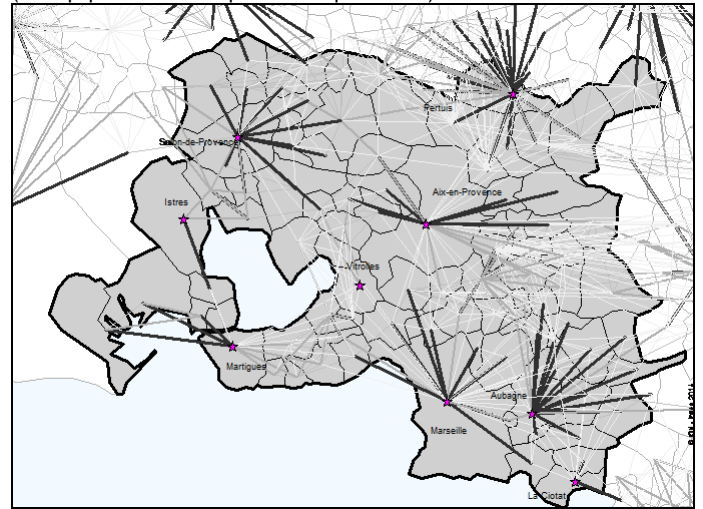 Pertuis
Salon-de-Provence
Aix-en-Provence
Istres
Vitrolles
Martigues
Aubagne
Marseille
La Ciotat